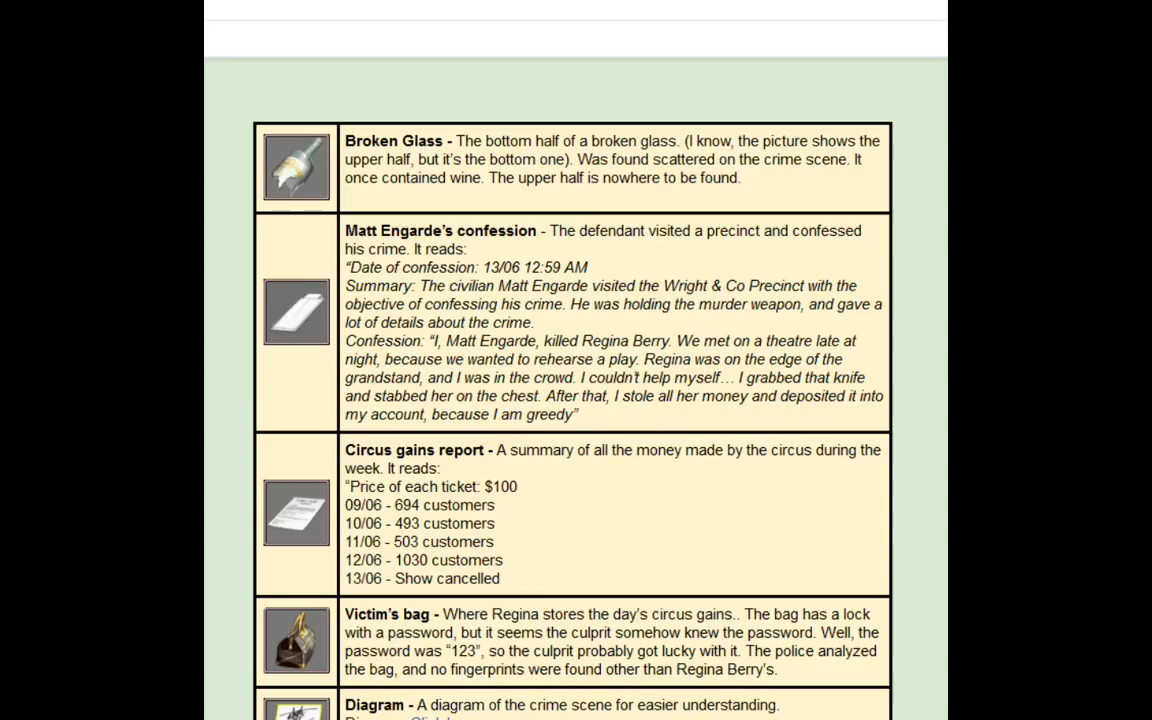 Broken Glass - The bottom half of a broken glass. (I know, the picture shows the
upper half, but it's the bottom one). Was found scattered on the crime scene. It
once contained wine. The upper half is nowhere to be found.
Matt Engarde's confession - The defendant visited a precinct and confessed
his crime. It reads:
"Date of confession: 13/06 12:59 AM
Summary: The civilian Matt Engarde visited the Wright & Co Precinct with the
objective of confessing his crime. He was holding the murder weapon, and gave a
lot of details about the crime.
Confession: "I, Matt Engarde, killed Regina Berry. We met on a theatre late at
night, because we wanted to rehearse a play. Regina was on the edge of the
grandstand, and I was in the crowd. I couldn't help myself… I grabbed that knife
and stabbed her on the chest. After that, I stole all her money and deposited it into
my account, because I am greedy"
Circus gains report - A summary of all the money made by the circus during the
week. It reads:
"Price of each ticket: $100
09/06 - 694 customers
10/06 - 493 customers
11/06 - 503 customers
12/06 - 1030 customers
13/06 - Show cancelled
Victim's bag - Where Regina stores the day's circus gains.. The bag has a lock
with a password, but it seems the culprit somehow knew the password. Well, the
password was "123", so the culprit probably got lucky with it. The police analyzed
the bag, and no fingerprints were found other than Regina Berry's.
Diagram - A diagram of the crime scene for easier understanding.